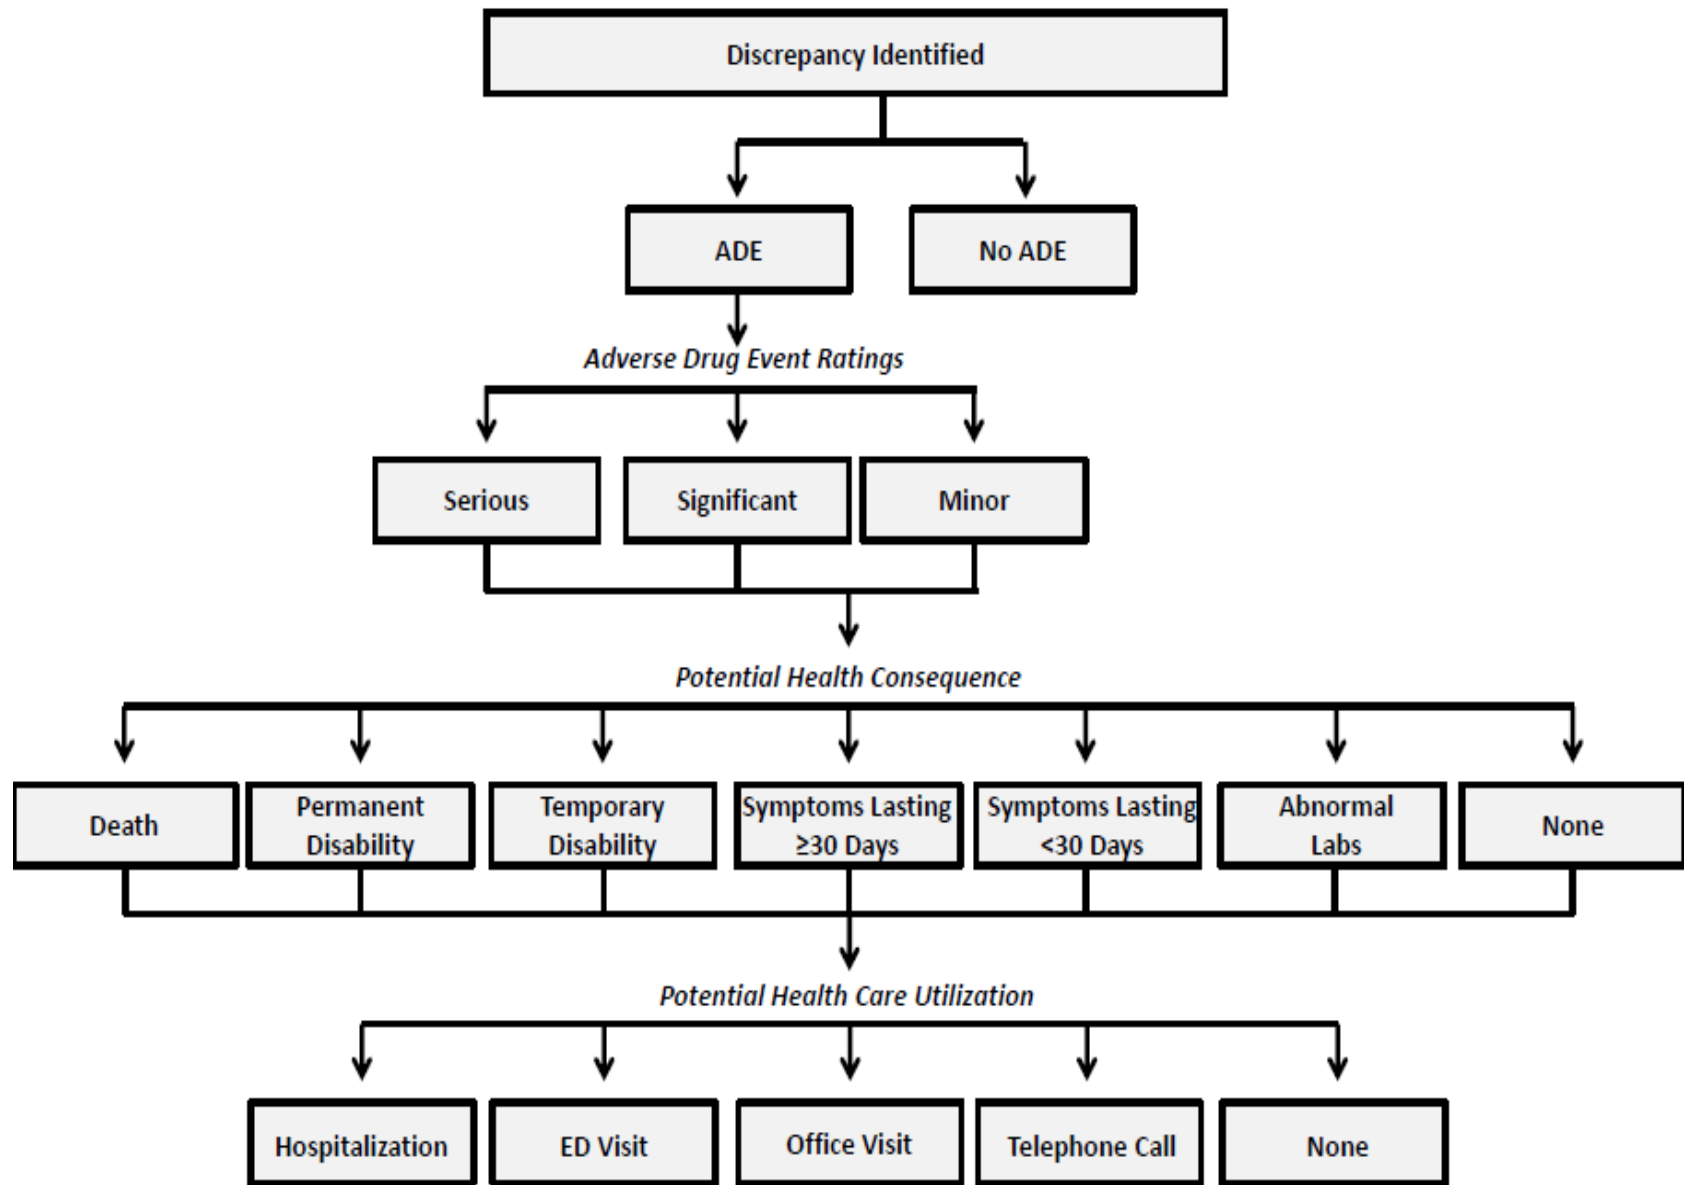 Discrepancy Identified
ADE
No ADE
Adverse Drug Event Ratings
Serious
Significant
Minor
Potential Health Consequence
Death
Permanent
Disability
Temporary
Disability
Symptoms Lasting
≥30 Days
Symptoms Lasting
<30 Days
Abnormal
Labs
None
Potential Health Care Utilization
Hospitalization
ED Visit
Office Visit
Telephone Call
None